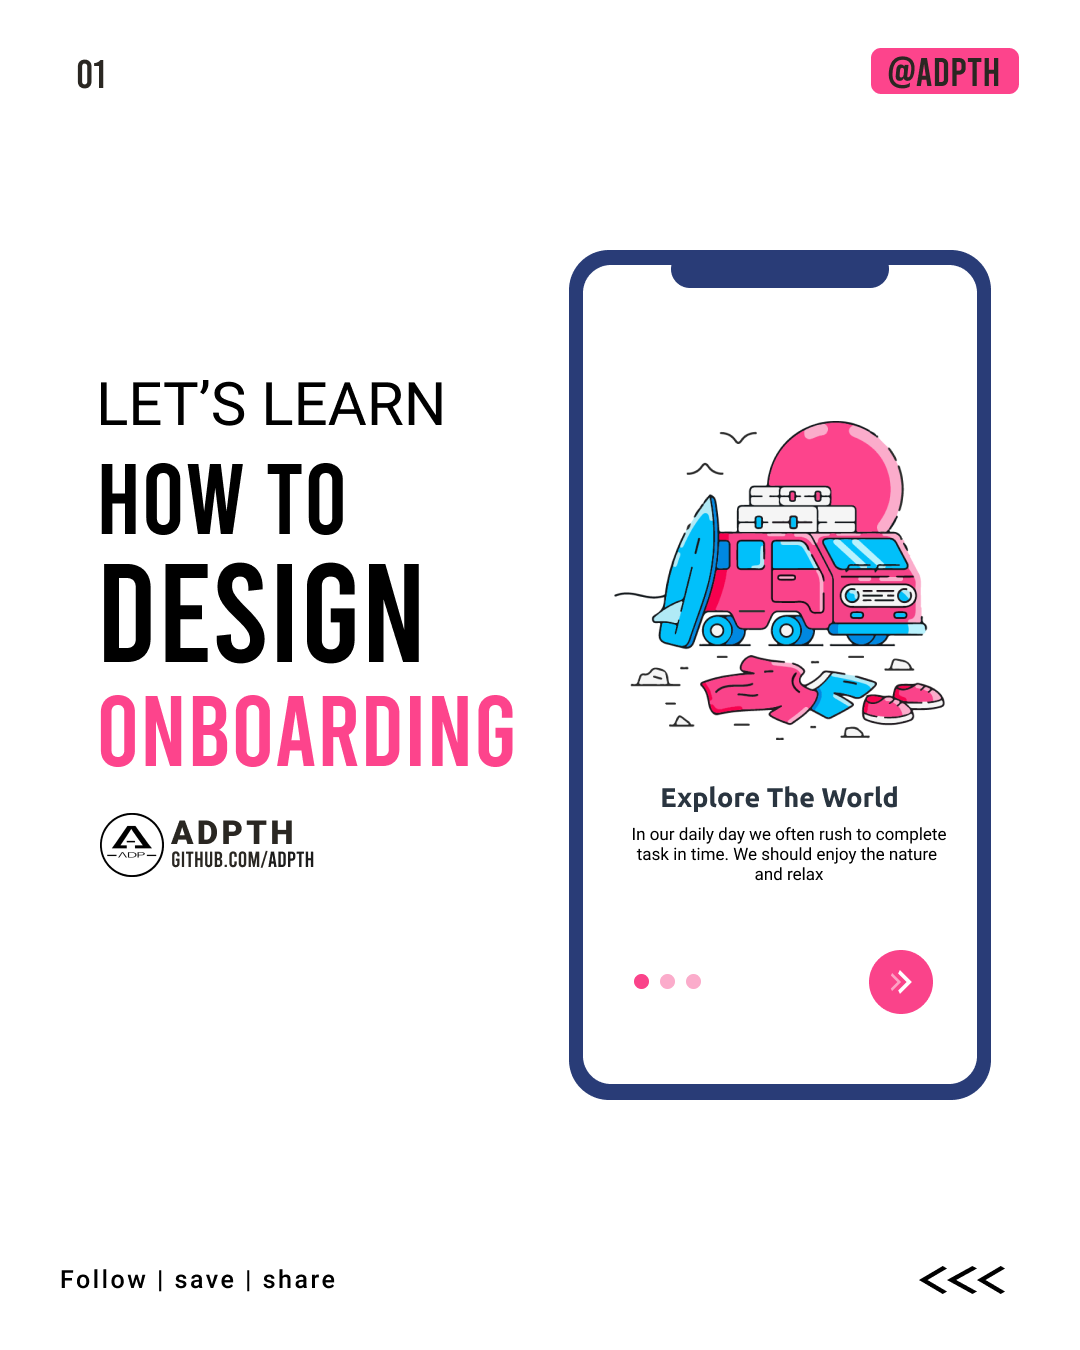 01
@ADPTH
LET’S LEARN
HOW TO
DESIGN
ONBOARDING
ADP
ADPTH
GITHUB.COM/ADPTH
Explore The World
In our daily day we often rush to complete
task in time. We should enjoy the nature
and relax
Follow | save | share